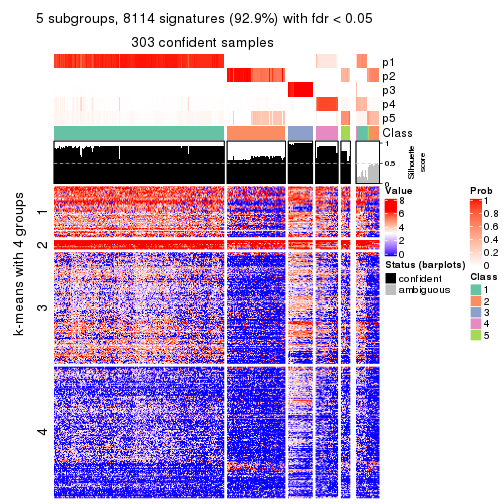 5 subgroups, 8114 signatures (92.9%) with fdr < 0.05
303 confident samples
p1
p2
p3
p4
p5
Class
1
0.5
0
Silhouette
score
k-means with 4 groups
1
2
3
4
Value
8
6
4
2
0
Status (barplots)
confident
ambiguous
Prob
1
0.8
0.6
0.4
0.2
0
Class
1
2
3
4
5